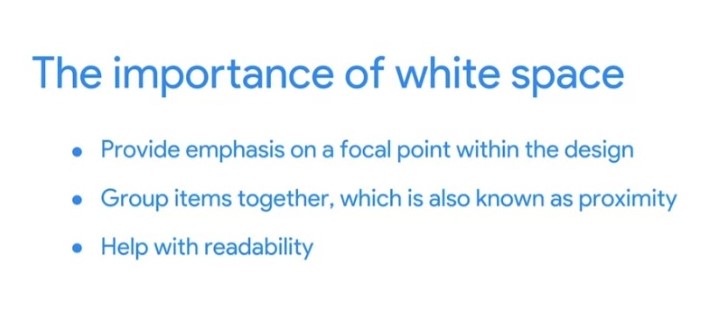 The importance of white space
● Provide emphasis on a focal point within the design
● Group items together, which is also known as proximity
● Help with readability